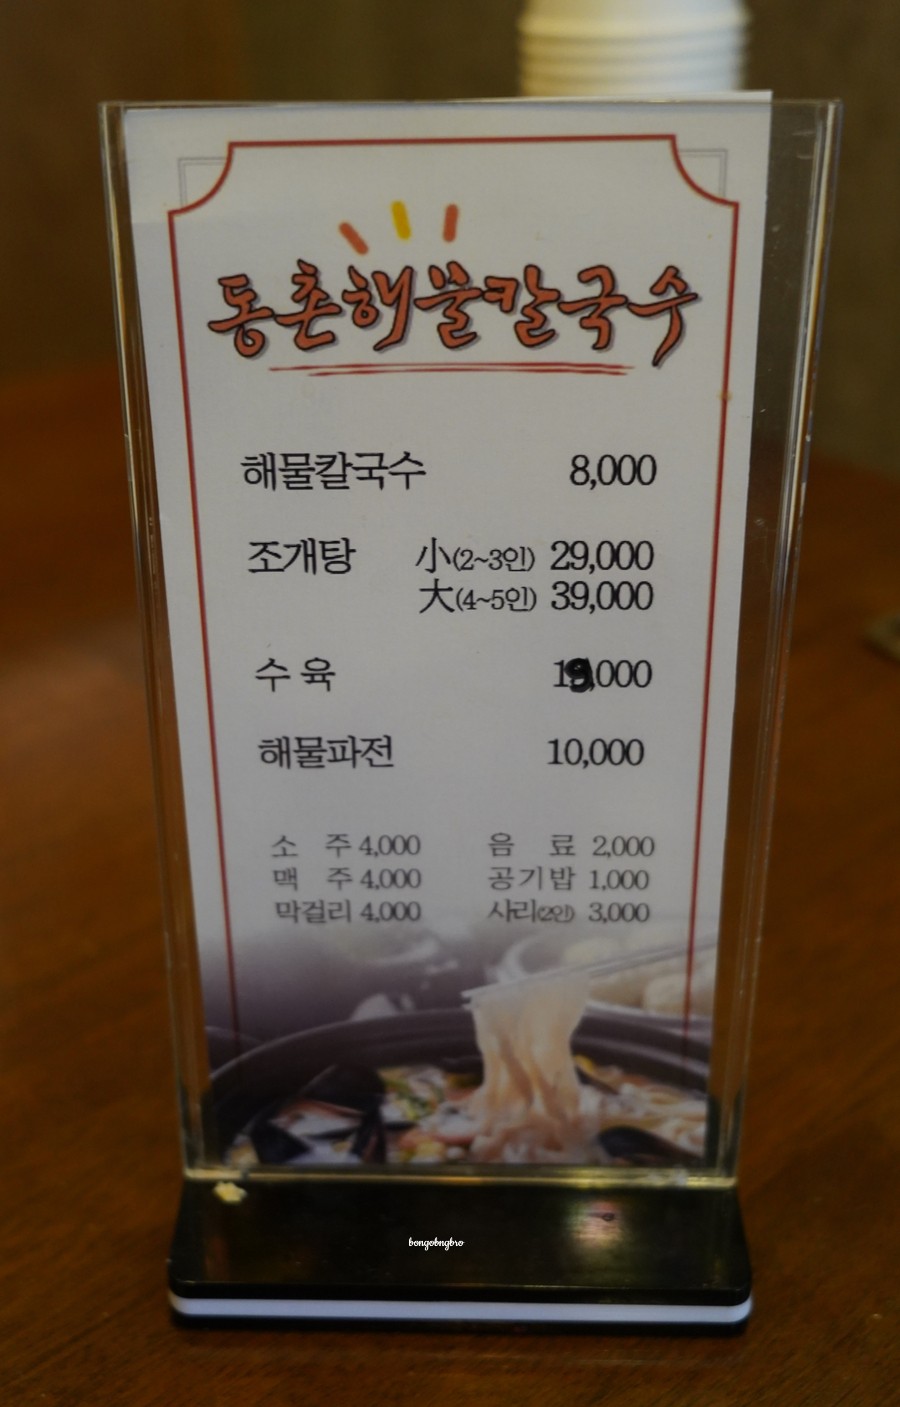 동촌해물칼국수
해물칼국수 8,000
조개탕 小(2~3인) 29,000
大(4~5인) 39,000
수 육 19,000
해물파전 10,000
소 주 4,000 음 료 2,000
맥 주 4,000 공기밥 1,000
막걸리 4,000 사리(2인) 3,000
bongobngbro